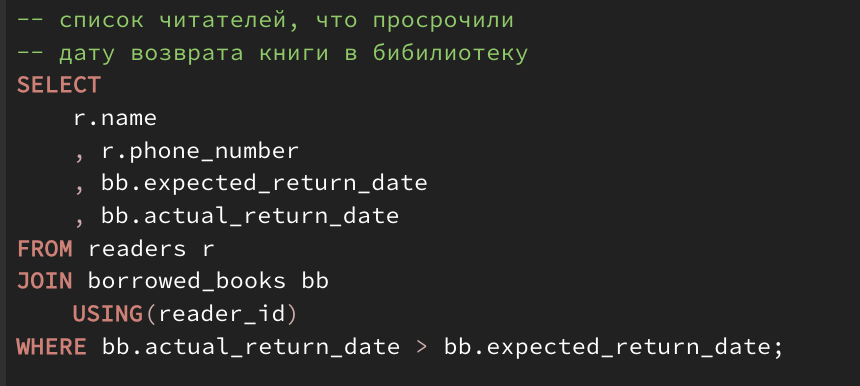 -- список читателей, что просрочили
-- дату возврата книги в бибилиотеку
SELECT
    r.name
    , r.phone_number
    , bb.expected_return_date
    , bb.actual_return_date
FROM readers r
JOIN borrowed_books bb
    USING(reader_id)
WHERE bb.actual_return_date > bb.expected_return_date;